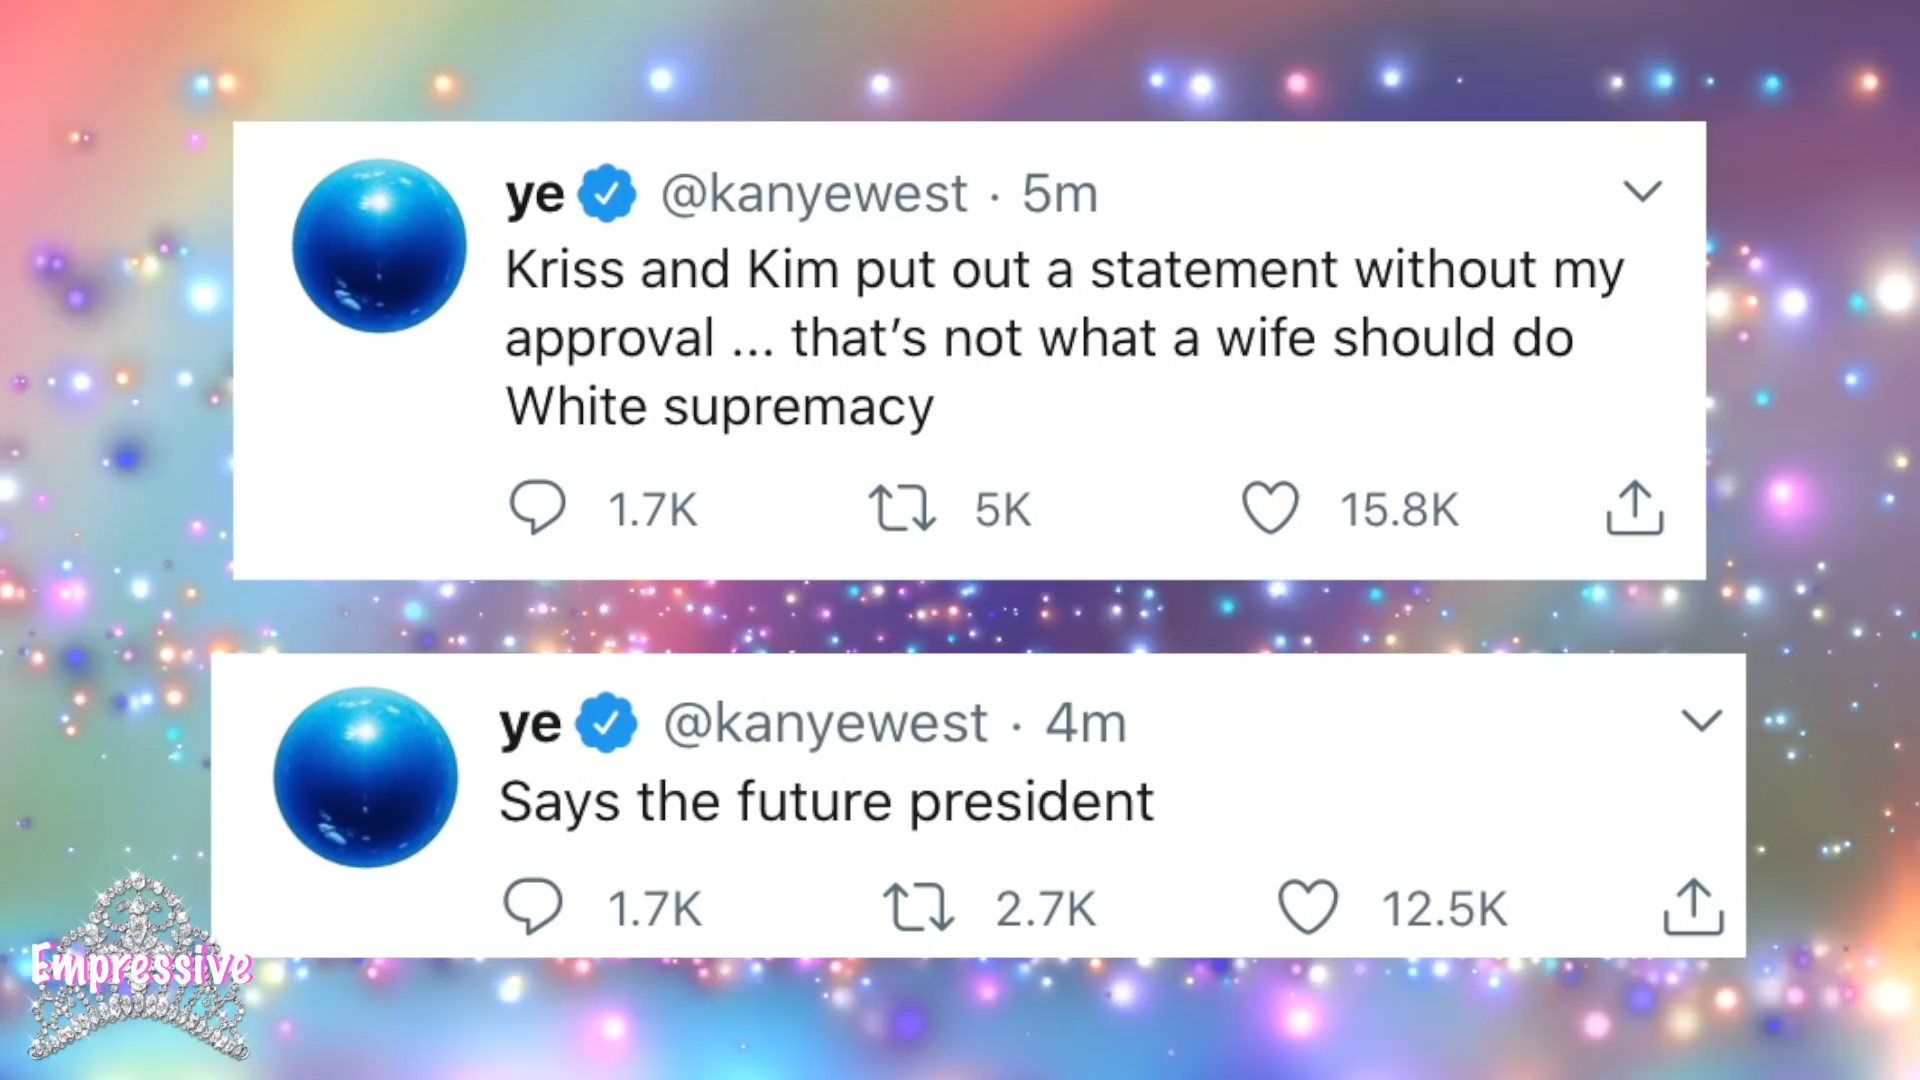 ye @kanyewest · 5m
Kriss and Kim put out a statement without my
approval ... that’s not what a wife should do
White supremacy
1.7K 5K 15.8K
ye @kanyewest · 4m
Says the future president
1.7K 2.7K 12.5K
Empressive